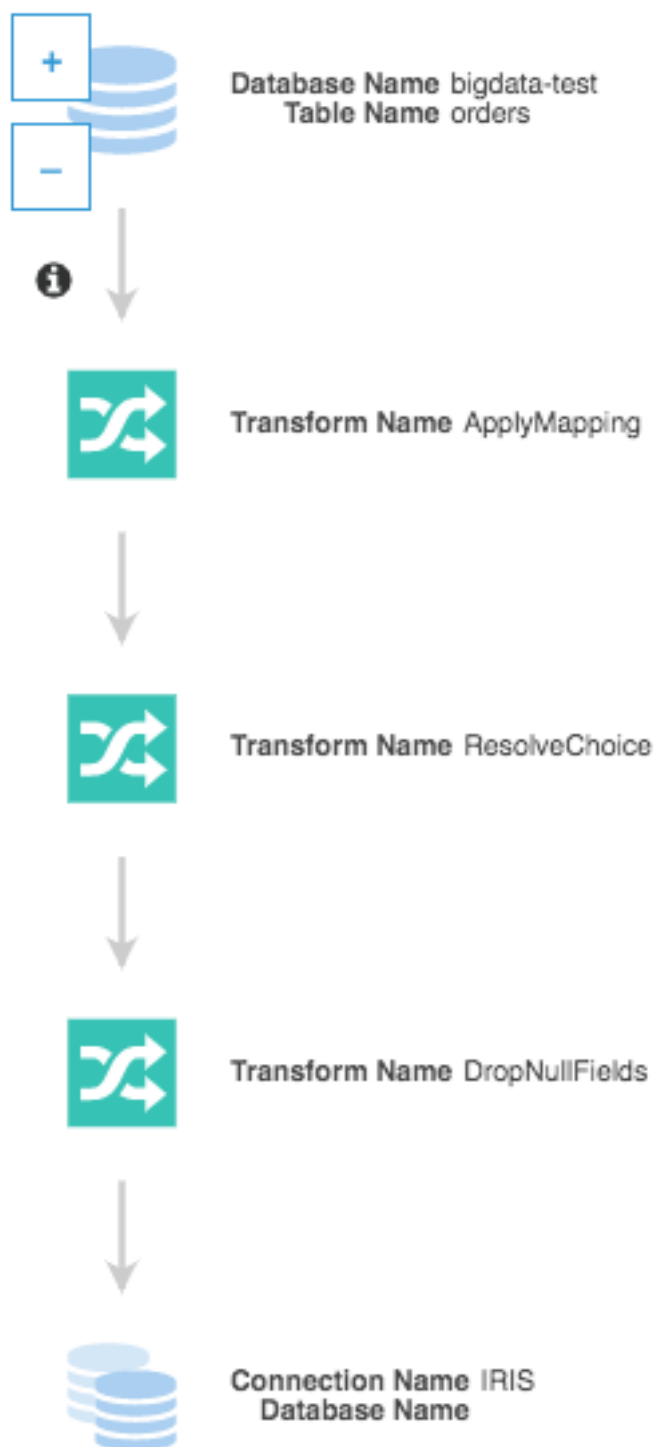 +
Database Name bigdata-test
Table Name orders
−
Transform Name ApplyMapping
Transform Name ResolveChoice
Transform Name DropNullFields
Connection Name IRIS
Database Name